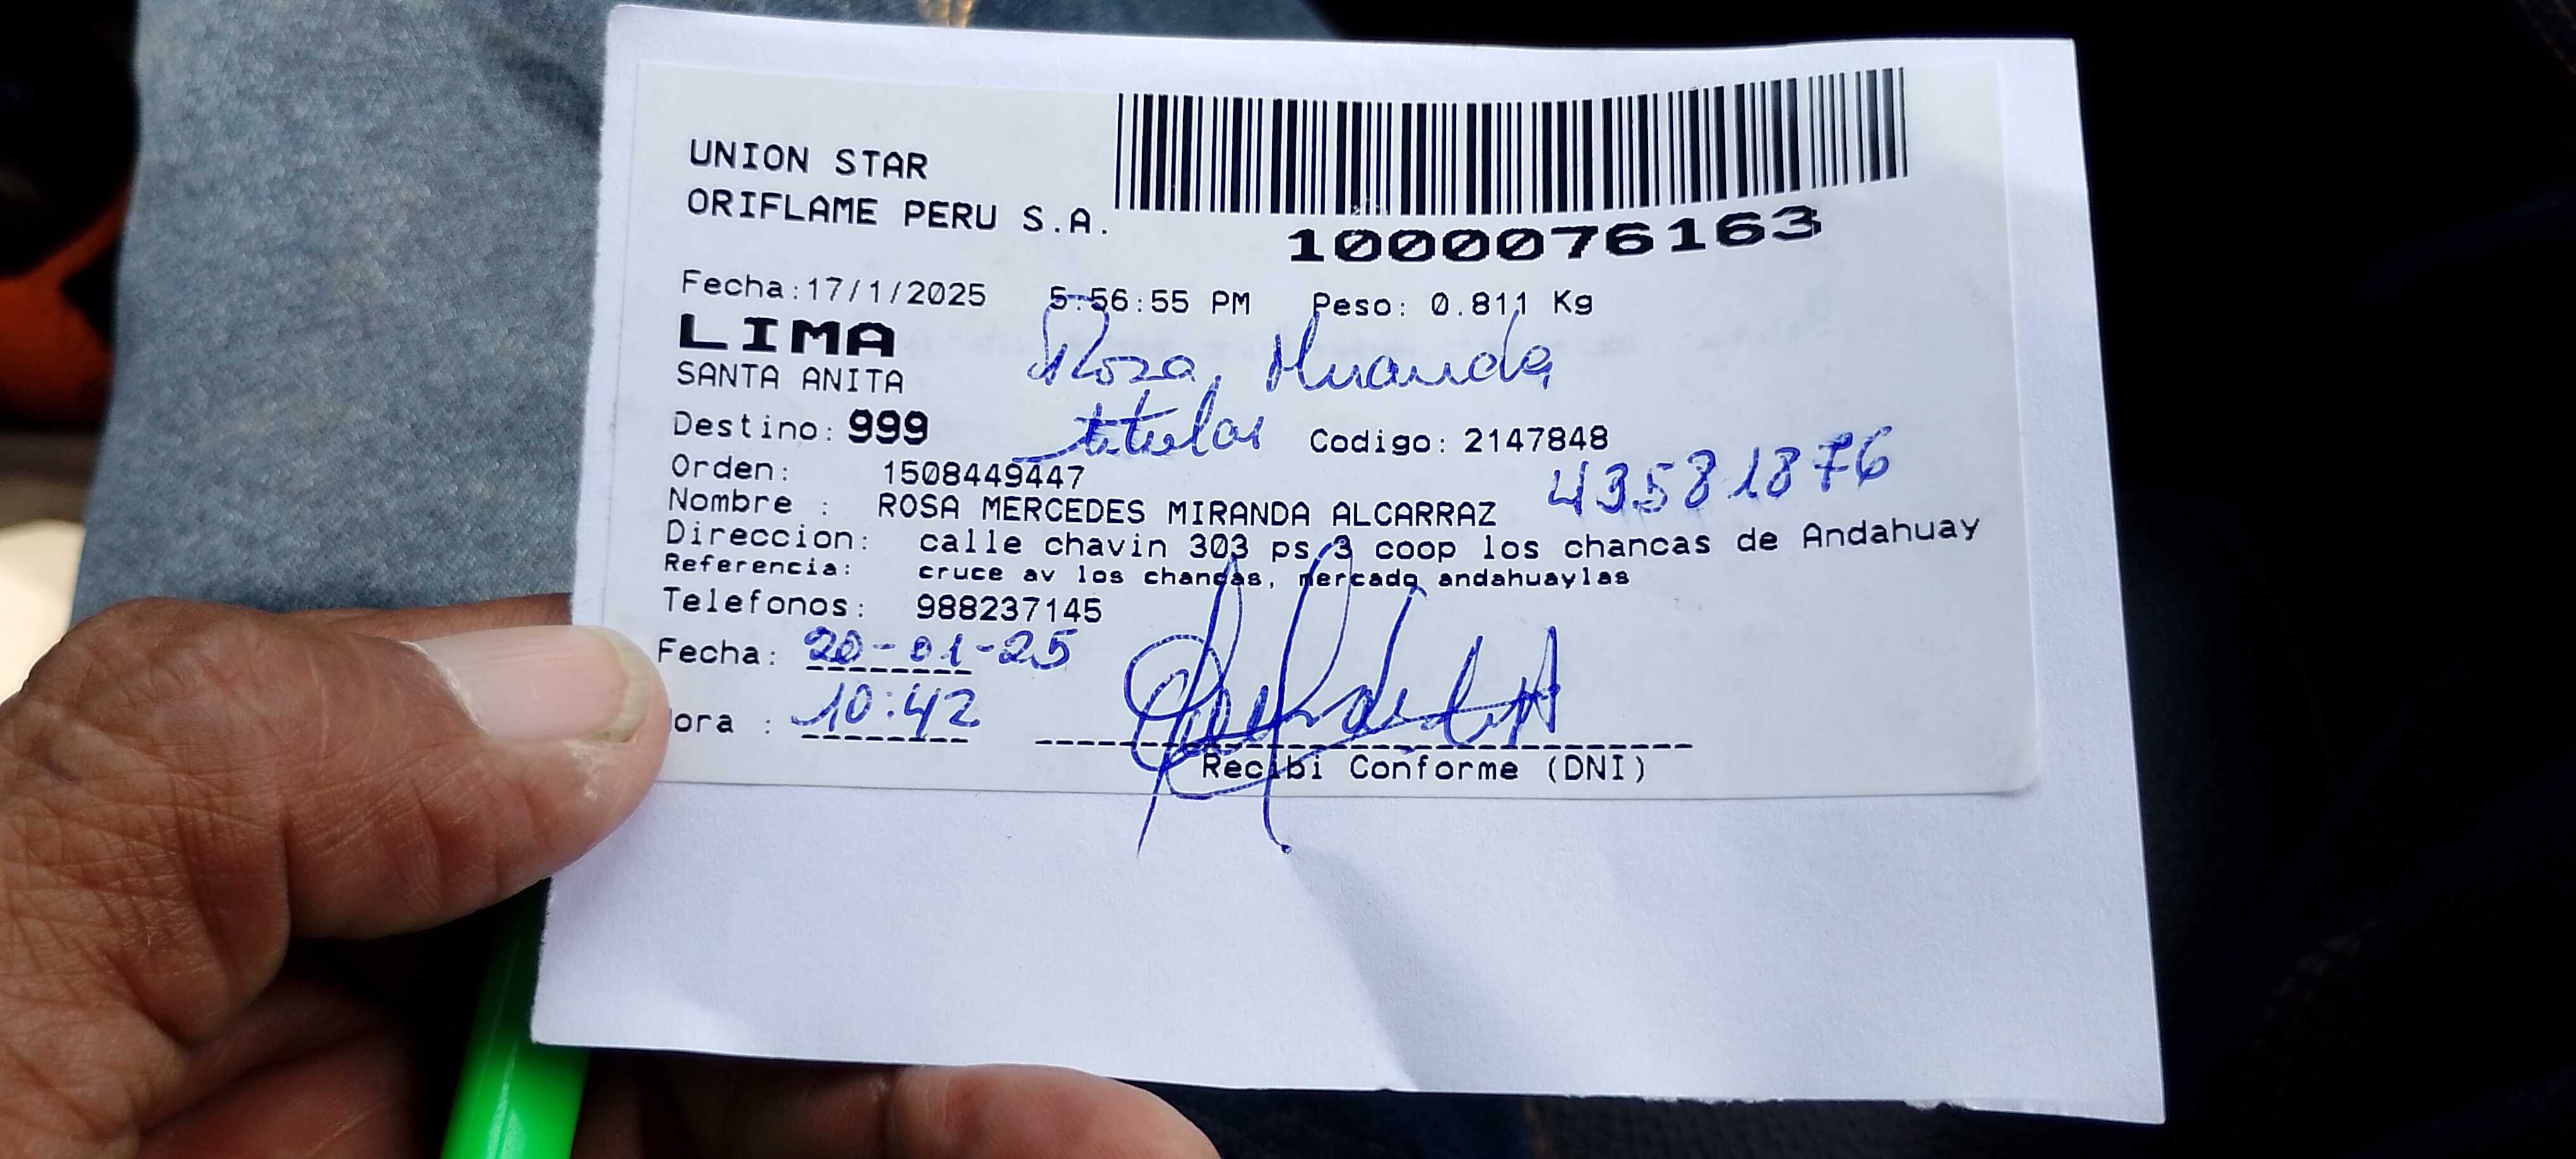 UNION STAR
ORIFLAME PERU S.A.
1000076163
Fecha:17/1/2025 5:56:55 PM Peso: 0.811 Kg
LIMA
Rosa Miranda
SANTA ANITA
titular
Destino: 999 Codigo: 2147848
Orden: 1508449447
43581876
Nombre : ROSA MERCEDES MIRANDA ALCARRAZ
Direccion: calle chavin 303 ps 3 coop los chancas de Andahuay
Referencia: cruce av los chancas, mercado andahuaylas
Telefonos: 988237145
Fecha: 20-01-25
ora : 10:42
Recibi Conforme (DNI)